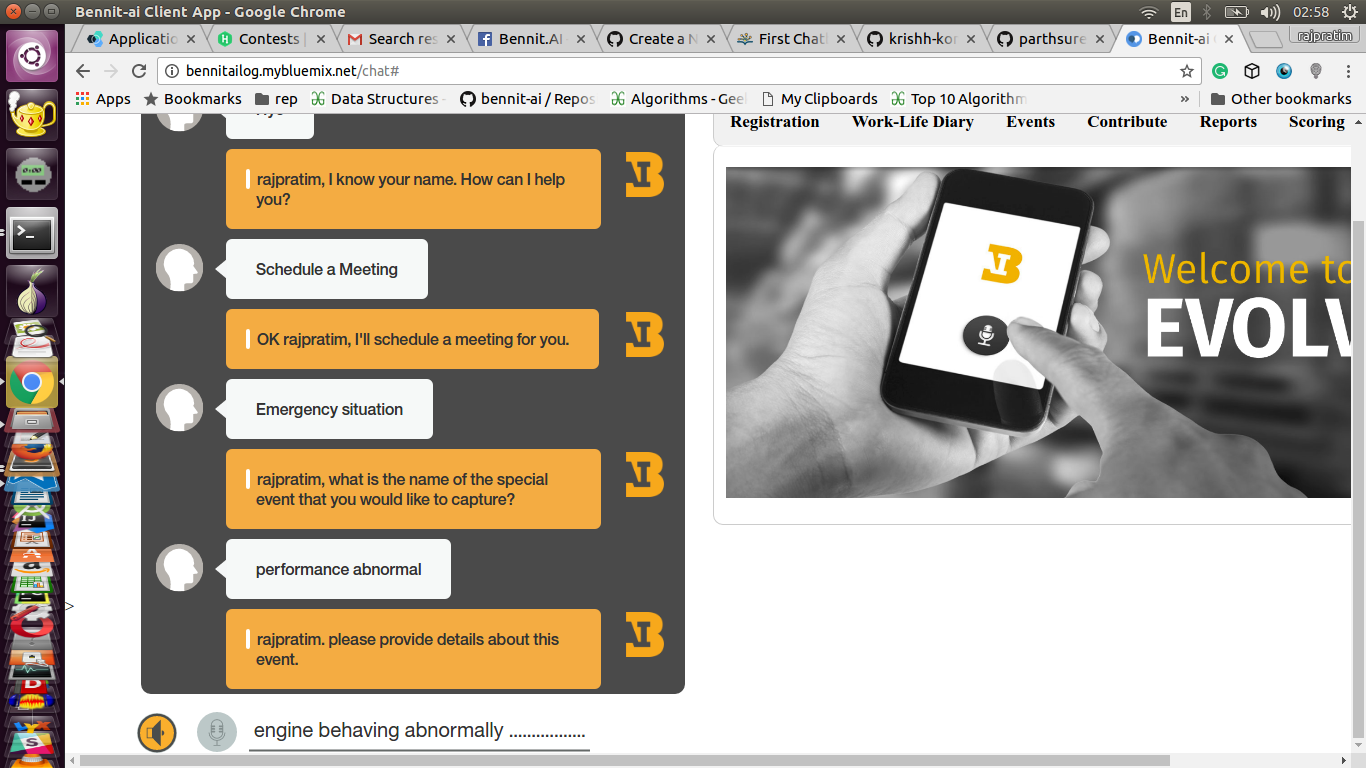 Bennit-ai Client App - Google Chrome
En
02:58
Applicatio
Contests |
Search res
Bennit.AI
Create a N
First Chat
krishh-kor
parthsure
Bennit-ai
rajpratim
bennitailog.mybluemix.net/chat#
Apps
Bookmarks
rep
Data Structures -
bennit-ai / Repos
Algorithms - Geel
My Clipboards
Top 10 Algorithm
»
Other bookmarks
Registration
Work-Life Diary
Events
Contribute
Reports
Scoring
rajpratim, I know your name. How can I help
you?
Schedule a Meeting
OK rajpratim, I'll schedule a meeting for you.
Emergency situation
rajpratim, what is the name of the special
event that you would like to capture?
performance abnormal
rajpratim. please provide details about this
event.
engine behaving abnormally .................
Welcome to
EVOLV
>